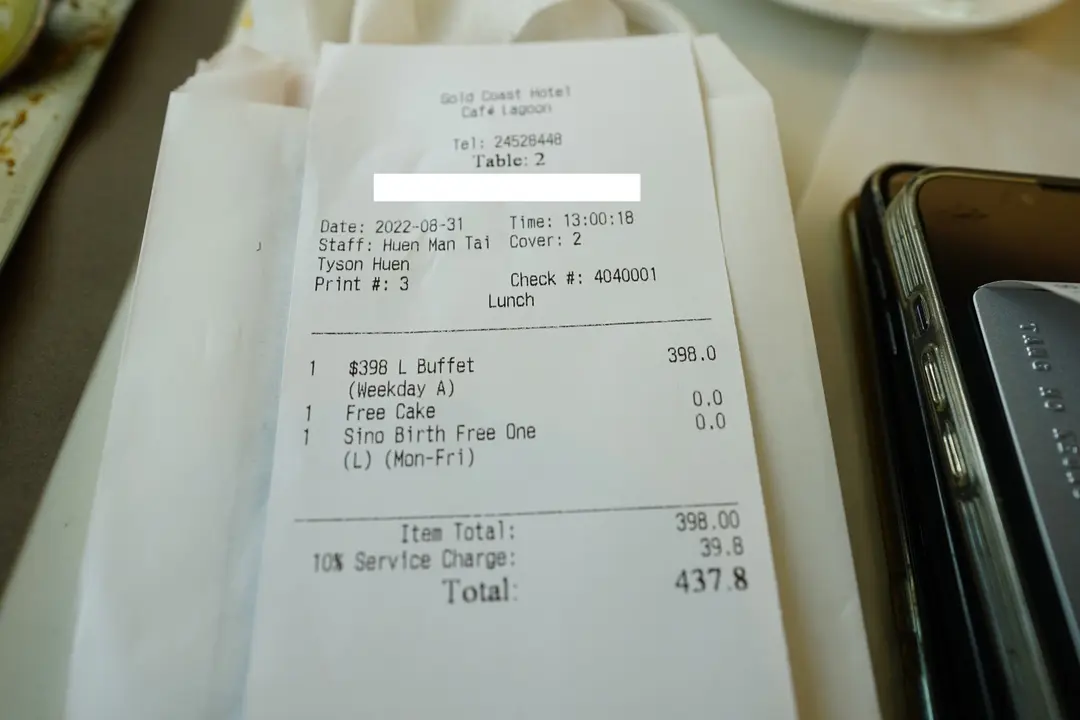 Gold Coast Hotel
Café Lagoon
Tel: 24528448
Table: 2
Date: 2022-08-31 Time: 13:00:18
Staff: Huen Man Tai Cover: 2
Tyson Huen
Print #: 3 Check #: 4040001
Lunch
1 $398 L Buffet 398.0
(Weekday A)
1 Free Cake 0.0
1 Sino Birth Free One 0.0
(L) (Mon-Fri)
Item Total: 398.00
10% Service Charge: 39.8
Total: 437.8